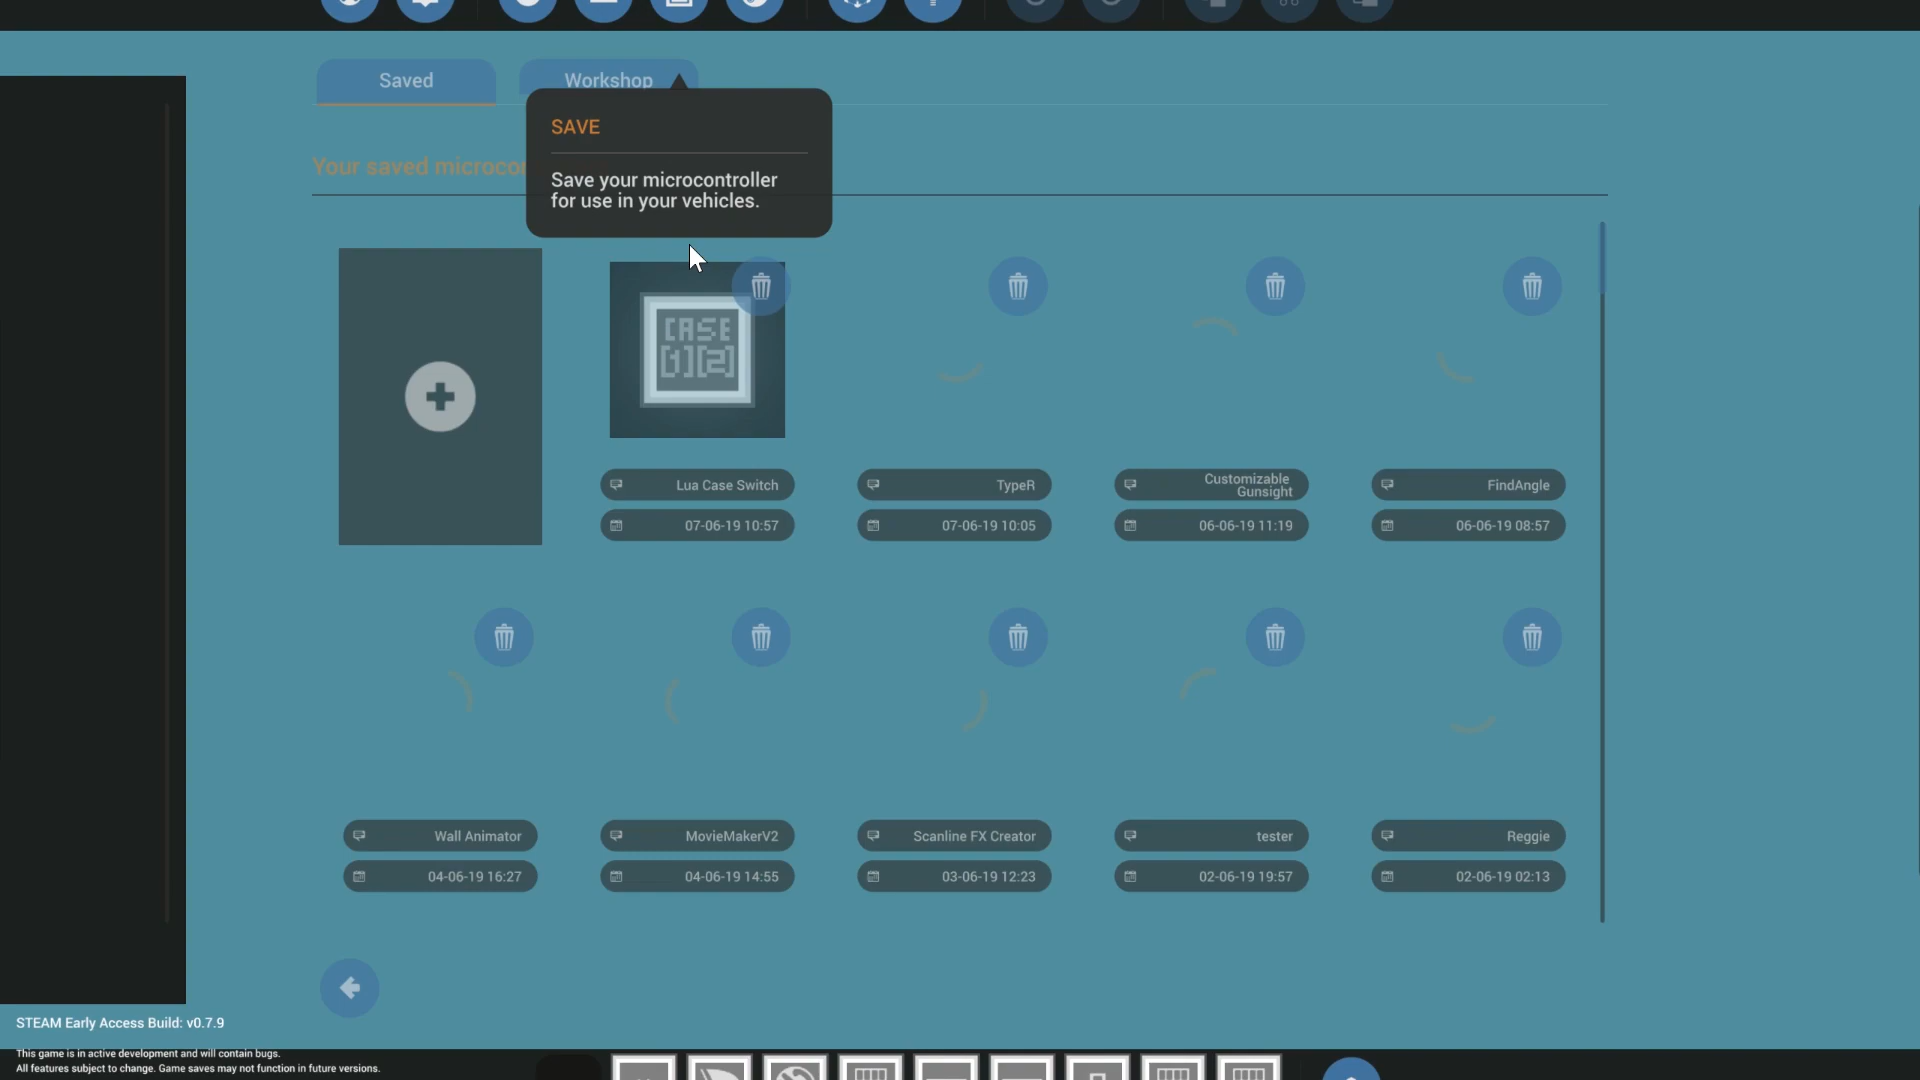 Saved
Workshop
SAVE
Your saved
Save your microcontroller
for use in your vehicles.
CASE
[1][2]
Lua Case Switch
TypeR
Customizable
Gunsight
FindAngle
07-06-19 10:57
07-06-19 10:05
06-06-19 11:19
06-06-19 08:57
Wall Animator
MovieMakerV2
Scanline FX Creator
tester
Reggie
04-06-19 16:27
04-06-19 14:55
03-06-19 12:23
02-06-19 19:57
02-06-19 02:13
STEAM Early Access Build: v0.7.9
This game is in active development and will contain bugs.
All features subject to change. Game saves may not function in future versions.